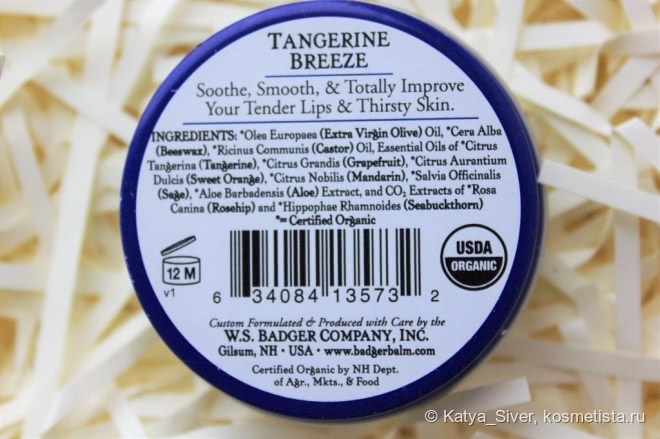 TANGERINE
BREEZE
Soothe, Smooth, & Totally Improve
Your Tender Lips & Thirsty Skin.
INGREDIENTS: *Olea Europaea (Extra Virgin Olive) Oil, *Cera Alba
(Beeswax), *Ricinus Communis (Castor) Oil, Essential Oils of *Citrus
Tangerina (Tangerine), *Citrus Grandis (Grapefruit), *Citrus Aurantium
Dulcis (Sweet Orange), *Citrus Nobilis (Mandarin), *Salvia Officinalis
(Sage), *Aloe Barbadensis (Aloe) Extract, and CO₂ Extracts of *Rosa
Canina (Rosehip) and *Hippophae Rhamnoides (Seabuckthorn)
*= Certified Organic
12 M
v1
USDA
ORGANIC
6 34084 13573 2
Custom Formulated & Produced with Care by the
W.S. BADGER COMPANY, INC.
Gilsum, NH • USA • www.badgerbalm.com
Certified Organic by NH Dept.
of Agr., Mkts., & Food
© Katya_Siver, kosmetista.ru